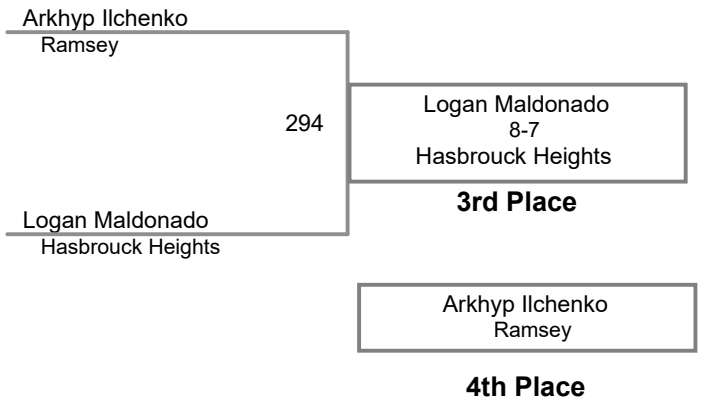 Arkhyp Ilchenko
Ramsey
294
Logan Maldonado
8-7
Hasbrouck Heights
3rd Place
Logan Maldonado
Hasbrouck Heights
Arkhyp Ilchenko
Ramsey
4th Place